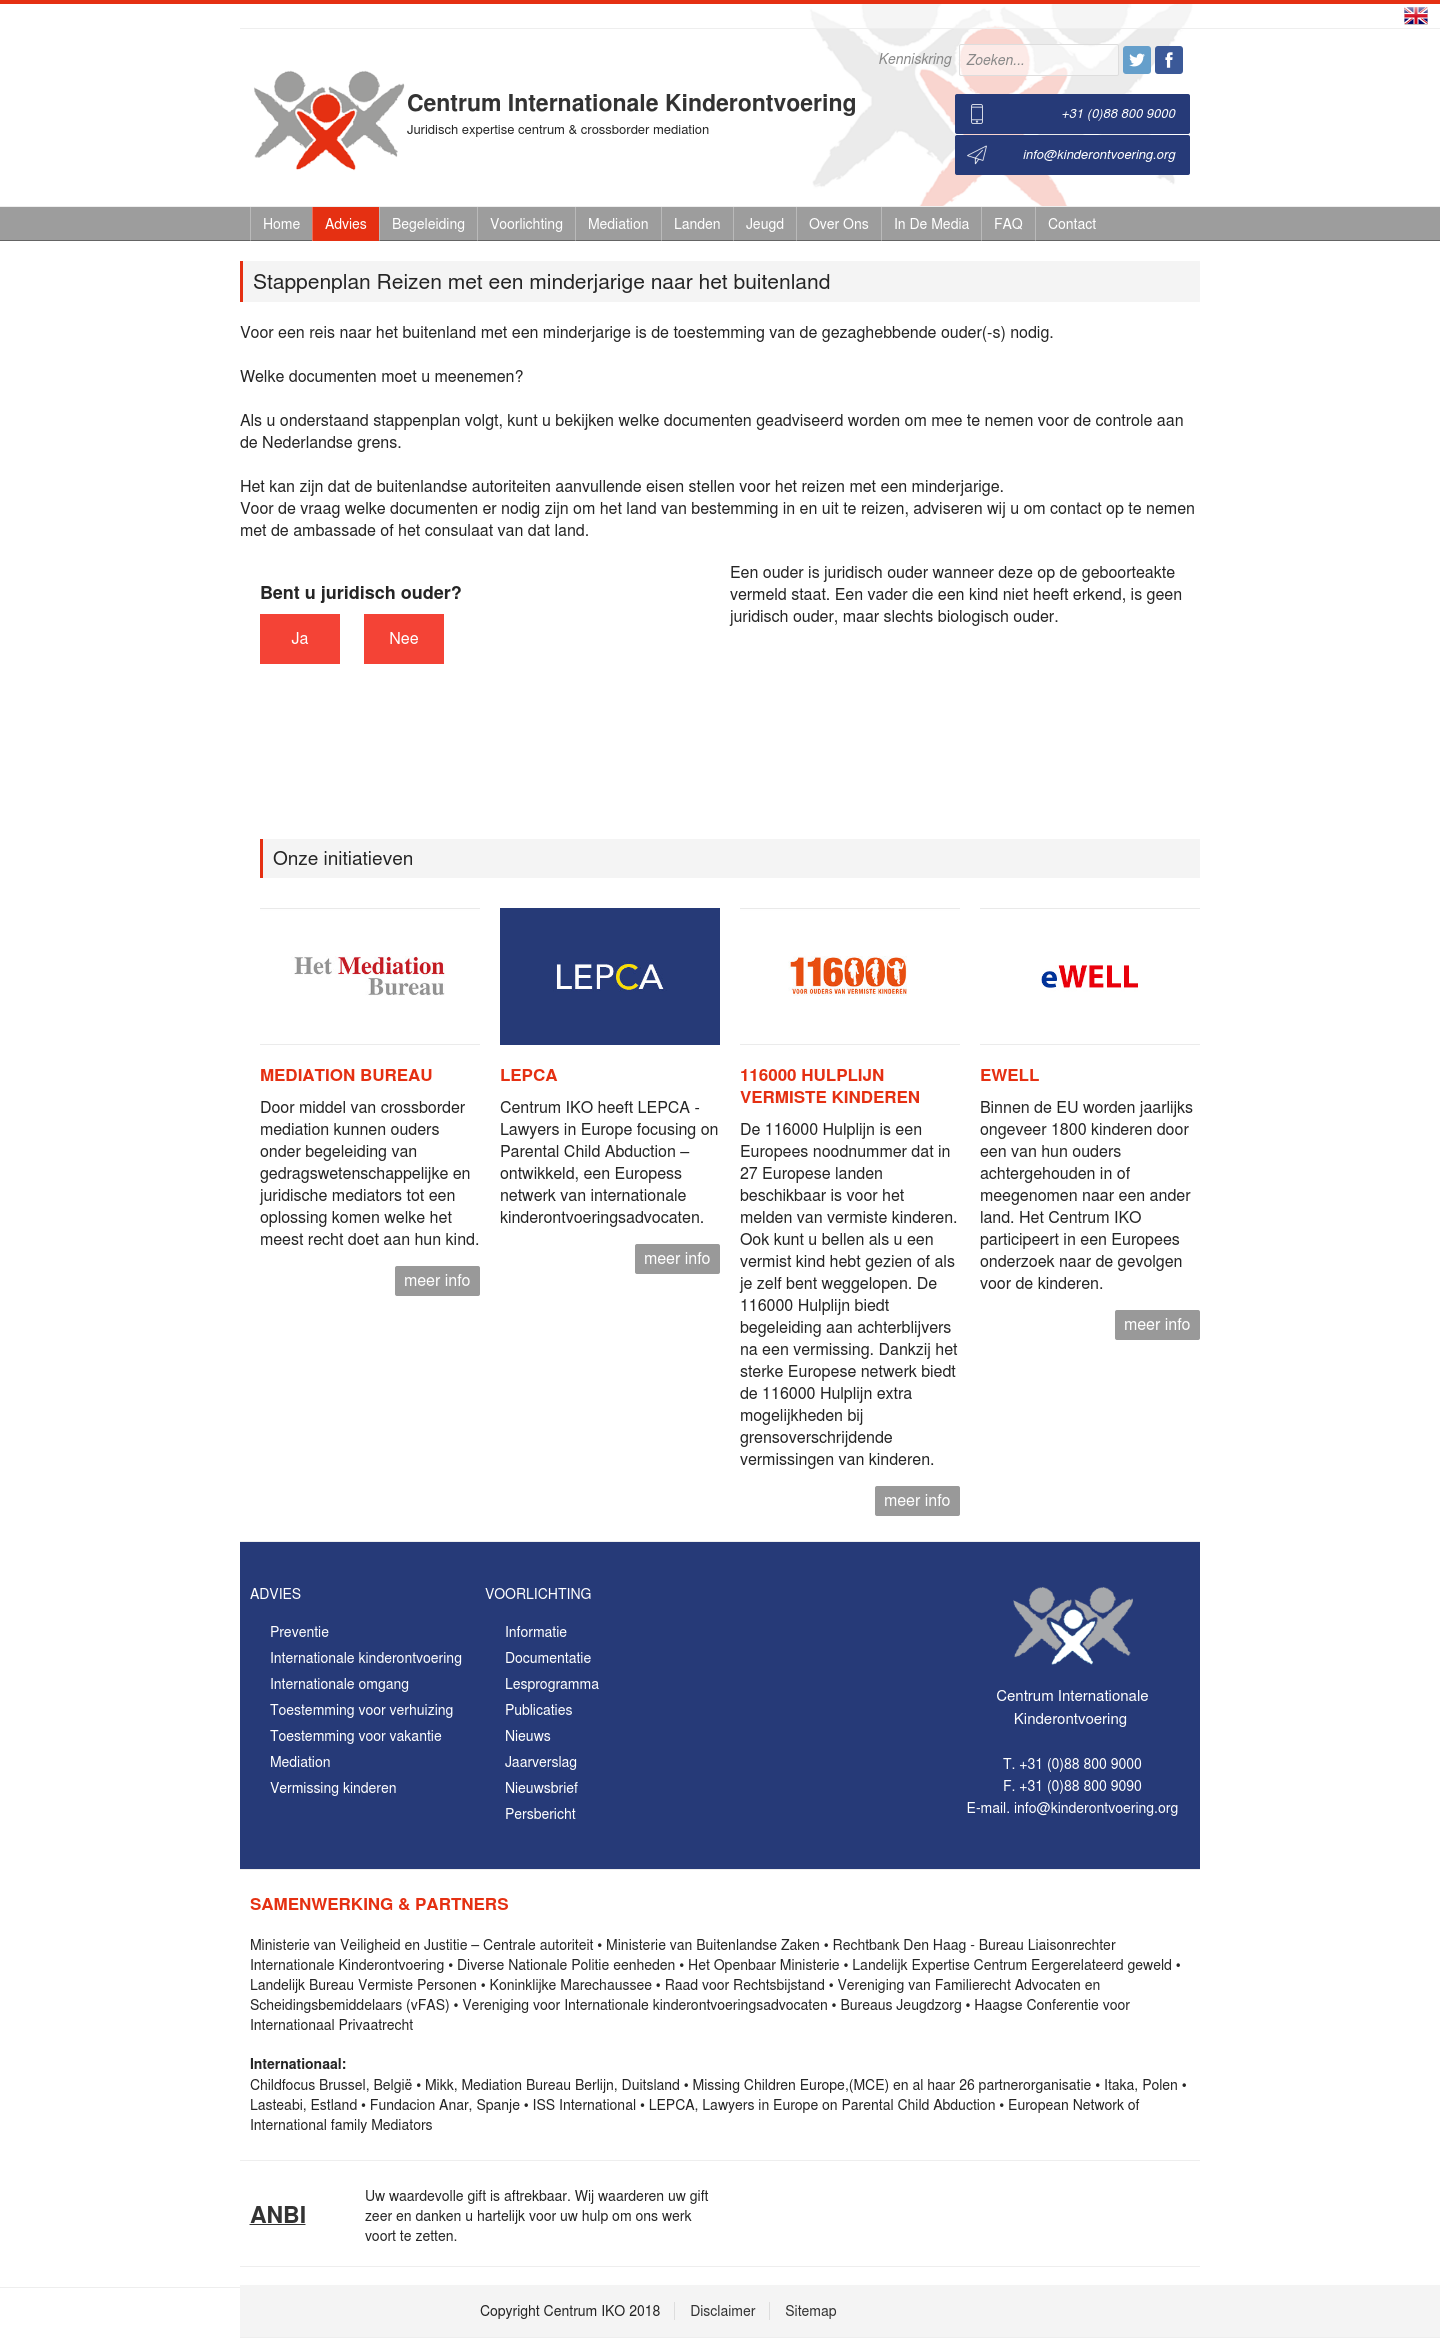 Kenniskring
Zoeken...
Centrum Internationale Kinderontvoering
Juridisch expertise centrum & crossborder mediation
+31 (0)88 800 9000
info@kinderontvoering.org
Home Advies Begeleiding Voorlichting Mediation Landen Jeugd Over Ons In De Media FAQ Contact
Stappenplan Reizen met een minderjarige naar het buitenland
Voor een reis naar het buitenland met een minderjarige is de toestemming van de gezaghebbende ouder(-s) nodig.
Welke documenten moet u meenemen?
Als u onderstaand stappenplan volgt, kunt u bekijken welke documenten geadviseerd worden om mee te nemen voor de controle aan
de Nederlandse grens.
Het kan zijn dat de buitenlandse autoriteiten aanvullende eisen stellen voor het reizen met een minderjarige.
Voor de vraag welke documenten er nodig zijn om het land van bestemming in en uit te reizen, adviseren wij u om contact op te nemen
met de ambassade of het consulaat van dat land.
Bent u juridisch ouder?
Ja Nee
Een ouder is juridisch ouder wanneer deze op de geboorteakte
vermeld staat. Een vader die een kind niet heeft erkend, is geen
juridisch ouder, maar slechts biologisch ouder.
Onze initiatieven
Het Mediation
Bureau
MEDIATION BUREAU
Door middel van crossborder
mediation kunnen ouders
onder begeleiding van
gedragswetenschappelijke en
juridische mediators tot een
oplossing komen welke het
meest recht doet aan hun kind.
meer info
LEPCA
LEPCA
Centrum IKO heeft LEPCA -
Lawyers in Europe focusing on
Parental Child Abduction –
ontwikkeld, een Europess
netwerk van internationale
kinderontvoeringsadvocaten.
meer info
116000
VOOR OUDERS VAN VERMISTE KINDEREN
116000 HULPLIJN
VERMISTE KINDEREN
De 116000 Hulplijn is een
Europees noodnummer dat in
27 Europese landen
beschikbaar is voor het
melden van vermiste kinderen.
Ook kunt u bellen als u een
vermist kind hebt gezien of als
je zelf bent weggelopen. De
116000 Hulplijn biedt
begeleiding aan achterblijvers
na een vermissing. Dankzij het
sterke Europese netwerk biedt
de 116000 Hulplijn extra
mogelijkheden bij
grensoverschrijdende
vermissingen van kinderen.
meer info
eWELL
EWELL
Binnen de EU worden jaarlijks
ongeveer 1800 kinderen door
een van hun ouders
achtergehouden in of
meegenomen naar een ander
land. Het Centrum IKO
participeert in een Europees
onderzoek naar de gevolgen
voor de kinderen.
meer info
ADVIES
Preventie
Internationale kinderontvoering
Internationale omgang
Toestemming voor verhuizing
Toestemming voor vakantie
Mediation
Vermissing kinderen
VOORLICHTING
Informatie
Documentatie
Lesprogramma
Publicaties
Nieuws
Jaarverslag
Nieuwsbrief
Persbericht
Centrum Internationale
Kinderontvoering
T. +31 (0)88 800 9000
F. +31 (0)88 800 9090
E-mail. info@kinderontvoering.org
SAMENWERKING & PARTNERS
Ministerie van Veiligheid en Justitie – Centrale autoriteit • Ministerie van Buitenlandse Zaken • Rechtbank Den Haag - Bureau Liaisonrechter
Internationale Kinderontvoering • Diverse Nationale Politie eenheden • Het Openbaar Ministerie • Landelijk Expertise Centrum Eergerelateerd geweld •
Landelijk Bureau Vermiste Personen • Koninklijke Marechaussee • Raad voor Rechtsbijstand • Vereniging van Familierecht Advocaten en
Scheidingsbemiddelaars (vFAS) • Vereniging voor Internationale kinderontvoeringsadvocaten • Bureaus Jeugdzorg • Haagse Conferentie voor
Internationaal Privaatrecht
Internationaal:
Childfocus Brussel, België • Mikk, Mediation Bureau Berlijn, Duitsland • Missing Children Europe,(MCE) en al haar 26 partnerorganisatie • Itaka, Polen •
Lasteabi, Estland • Fundacion Anar, Spanje • ISS International • LEPCA, Lawyers in Europe on Parental Child Abduction • European Network of
International family Mediators
ANBI
Uw waardevolle gift is aftrekbaar. Wij waarderen uw gift
zeer en danken u hartelijk voor uw hulp om ons werk
voort te zetten.
Copyright Centrum IKO 2018 Disclaimer Sitemap